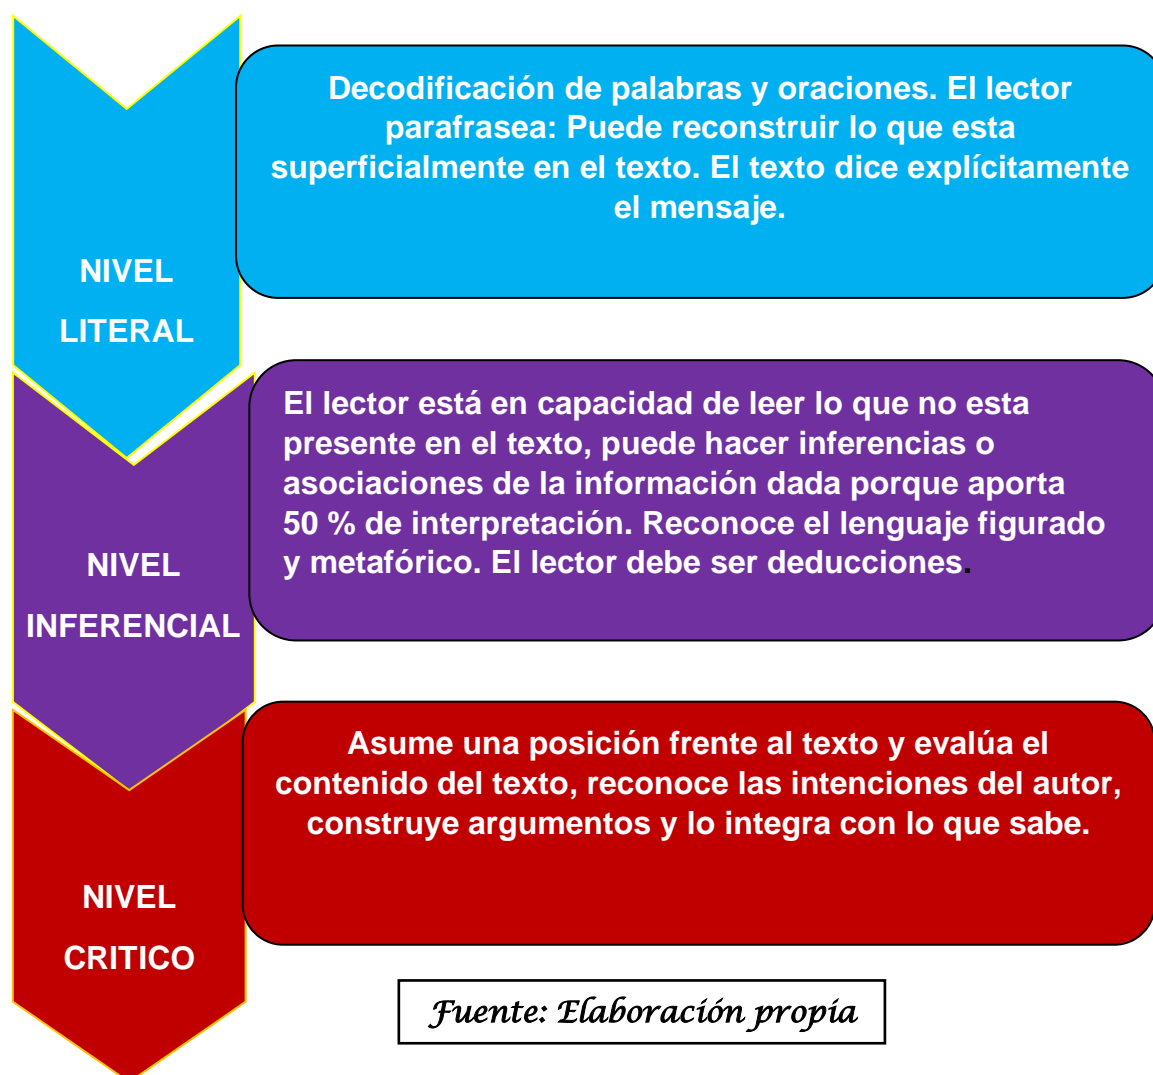 NIVEL
LITERAL
Decodificación de palabras y oraciones. El lector
parafrasea: Puede reconstruir lo que esta
superficialmente en el texto. El texto dice explícitamente
el mensaje.
NIVEL
INFERENCIAL
El lector está en capacidad de leer lo que no esta
presente en el texto, puede hacer inferencias o
asociaciones de la información dada porque aporta
50 % de interpretación. Reconoce el lenguaje figurado
y metafórico. El lector debe ser deducciones.
NIVEL
CRITICO
Asume una posición frente al texto y evalúa el
contenido del texto, reconoce las intenciones del autor,
construye argumentos y lo integra con lo que sabe.
Fuente: Elaboración propia